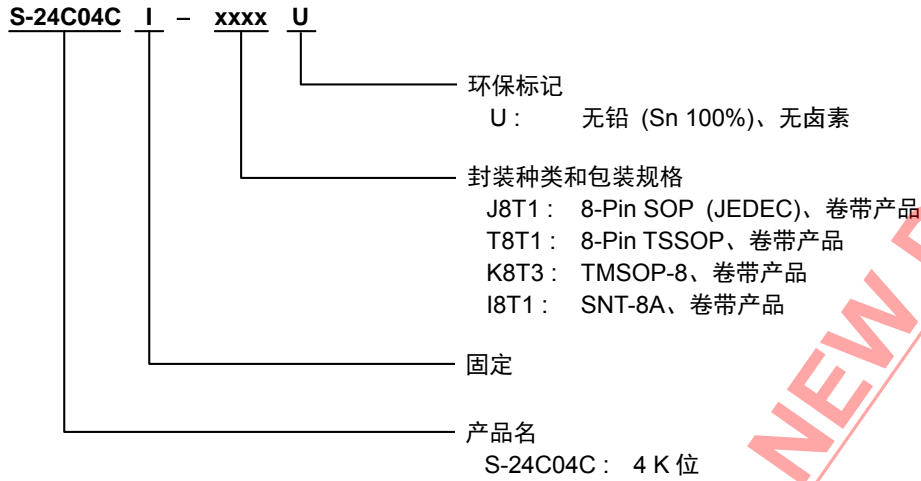 S-24C04C I – xxxx U
环保标记
U : 无铅 (Sn 100%)、无卤素
封装种类和包装规格
J8T1 : 8-Pin SOP (JEDEC)、卷带产品
T8T1 : 8-Pin TSSOP、卷带产品
K8T3 : TMSOP-8、卷带产品
I8T1 : SNT-8A、卷带产品
固定
产品名
S-24C04C : 4 K 位
NEW